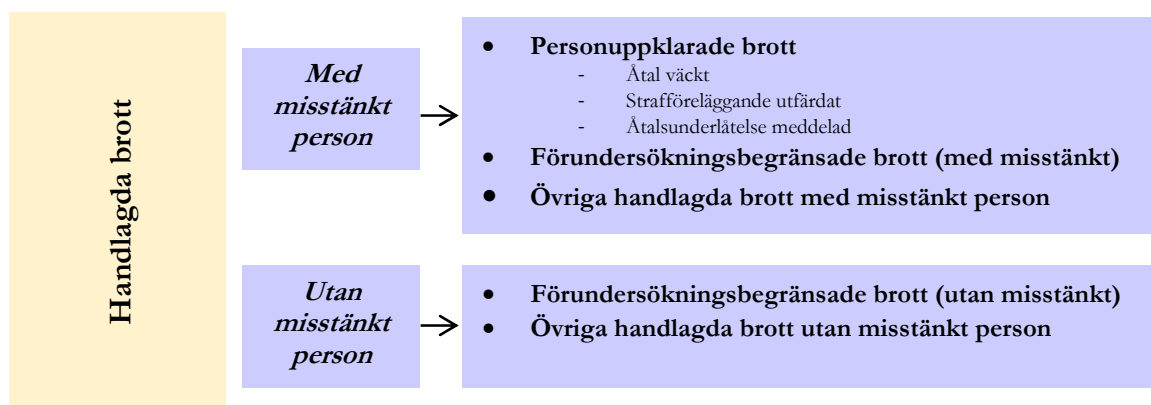 Handlagda brott
Med
misstänkt
person
• Personuppklarade brott
- Åtal väckt
- Strafföreläggande utfärdat
- Åtalsunderlåtelse meddelad
• Förundersökningsbegränsade brott (med misstänkt)
• Övriga handlagda brott med misstänkt person
Utan
misstänkt
person
• Förundersökningsbegränsade brott (utan misstänkt)
• Övriga handlagda brott utan misstänkt person